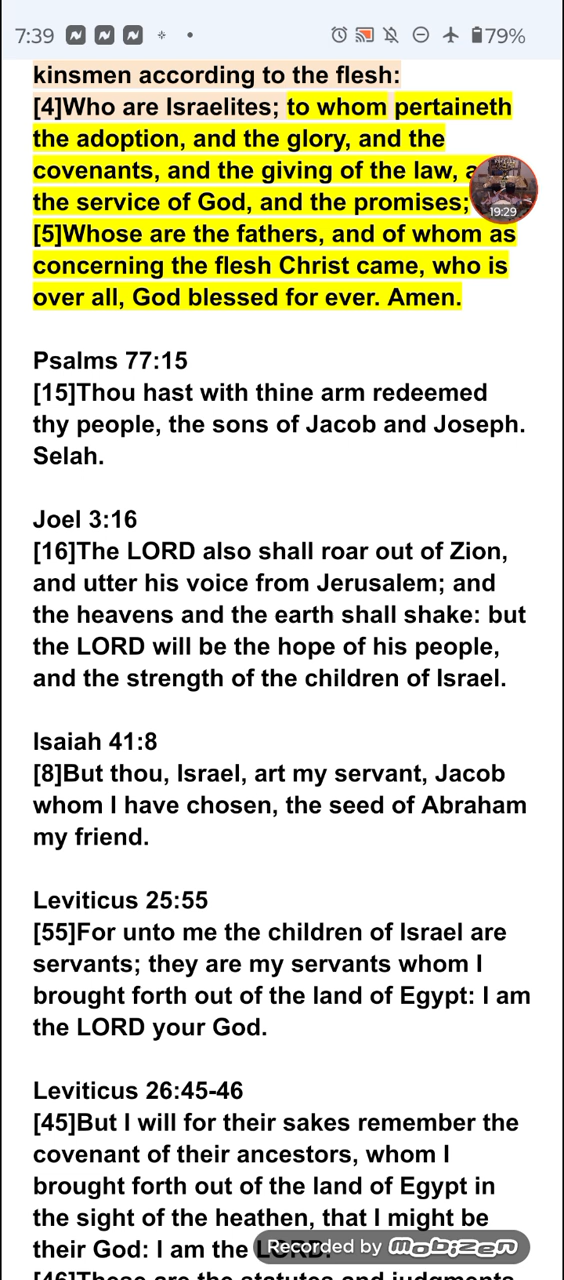 7:39 79%
kinsmen according to the flesh:
[4]Who are Israelites; to whom pertaineth
the adoption, and the glory, and the
covenants, and the giving of the law, a
the service of God, and the promises;
19:29
[5]Whose are the fathers, and of whom as
concerning the flesh Christ came, who is
over all, God blessed for ever. Amen.
Psalms 77:15
[15]Thou hast with thine arm redeemed
thy people, the sons of Jacob and Joseph.
Selah.
Joel 3:16
[16]The LORD also shall roar out of Zion,
and utter his voice from Jerusalem; and
the heavens and the earth shall shake: but
the LORD will be the hope of his people,
and the strength of the children of Israel.
Isaiah 41:8
[8]But thou, Israel, art my servant, Jacob
whom I have chosen, the seed of Abraham
my friend.
Leviticus 25:55
[55]For unto me the children of Israel are
servants; they are my servants whom I
brought forth out of the land of Egypt: I am
the LORD your God.
Leviticus 26:45-46
[45]But I will for their sakes remember the
covenant of their ancestors, whom I
brought forth out of the land of Egypt in
the sight of the heathen, that I might be
their God: I am the LORD.
Recorded by mobizen
[46]These are the statutes and judgments